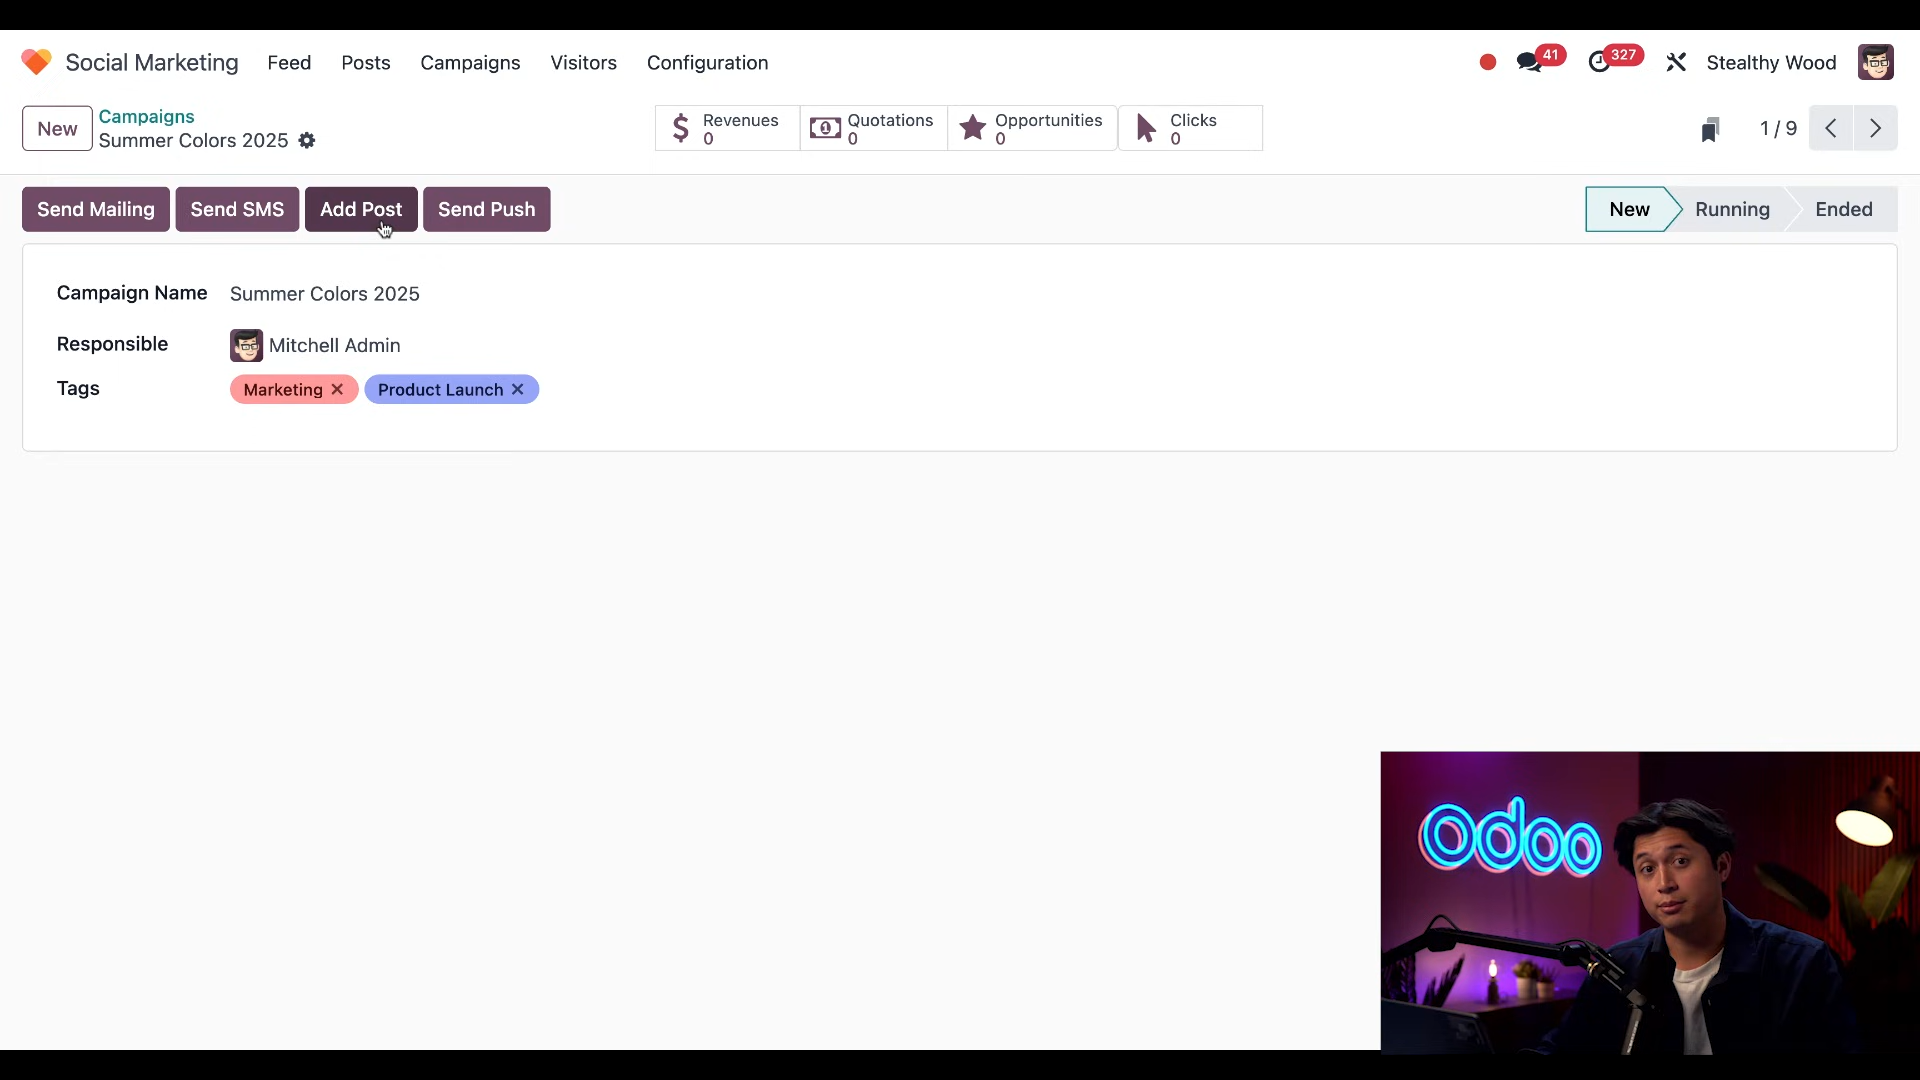 Social Marketing Feed Posts Campaigns Visitors Configuration 41 327 Stealthy Wood
New Campaigns Revenues Quotations Opportunities Clicks 1 / 9
Summer Colors 2025 0 0 0 0
Send Mailing Send SMS Add Post Send Push New Running Ended
Campaign Name Summer Colors 2025
Responsible Mitchell Admin
Tags Marketing Product Launch
odoo